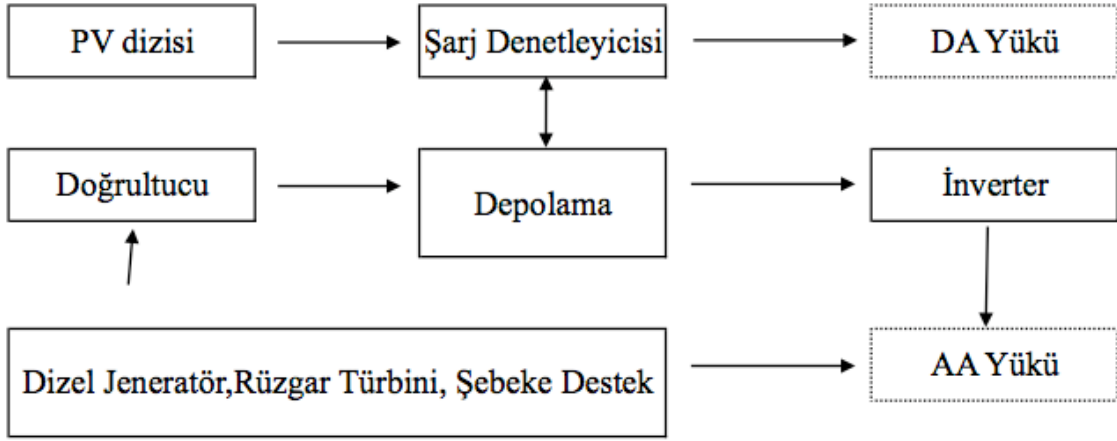 PV dizisi
Şarj Denetleyicisi
DA Yükü
Doğrultucu
Depolama
İnverter
Dizel Jeneratör,Rüzgar Türbini, Şebeke Destek
AA Yükü